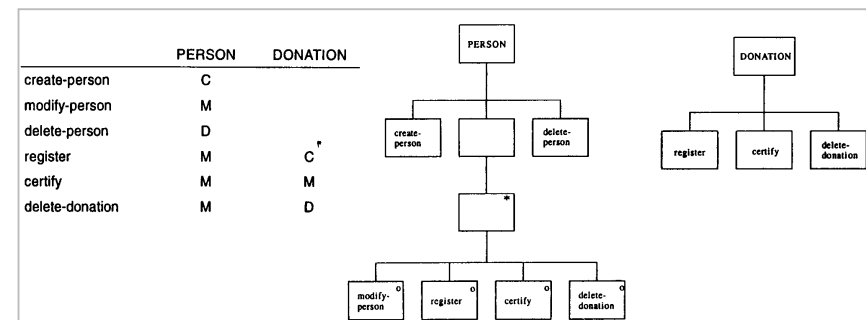 PERSON DONATION
create-person C
modify-person M
delete-person D
register M C
certify M M
delete-donation M D
PERSON
create-
person
delete-
person
*
modify-
person
o
register
o
certify
o
delete-
donation
o
DONATION
register
certify
delete-
donation